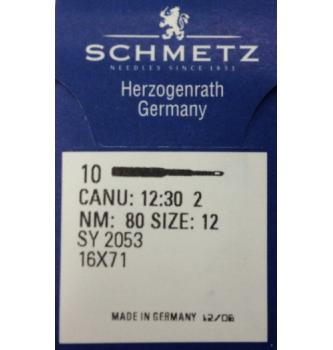 SCHMETZ
NEEDLES SINCE 1851
Herzogenrath
Germany
10
CANU: 12:30 2
NM: 80 SIZE: 12
SY 2053
16X71
MADE IN GERMANY 12/06